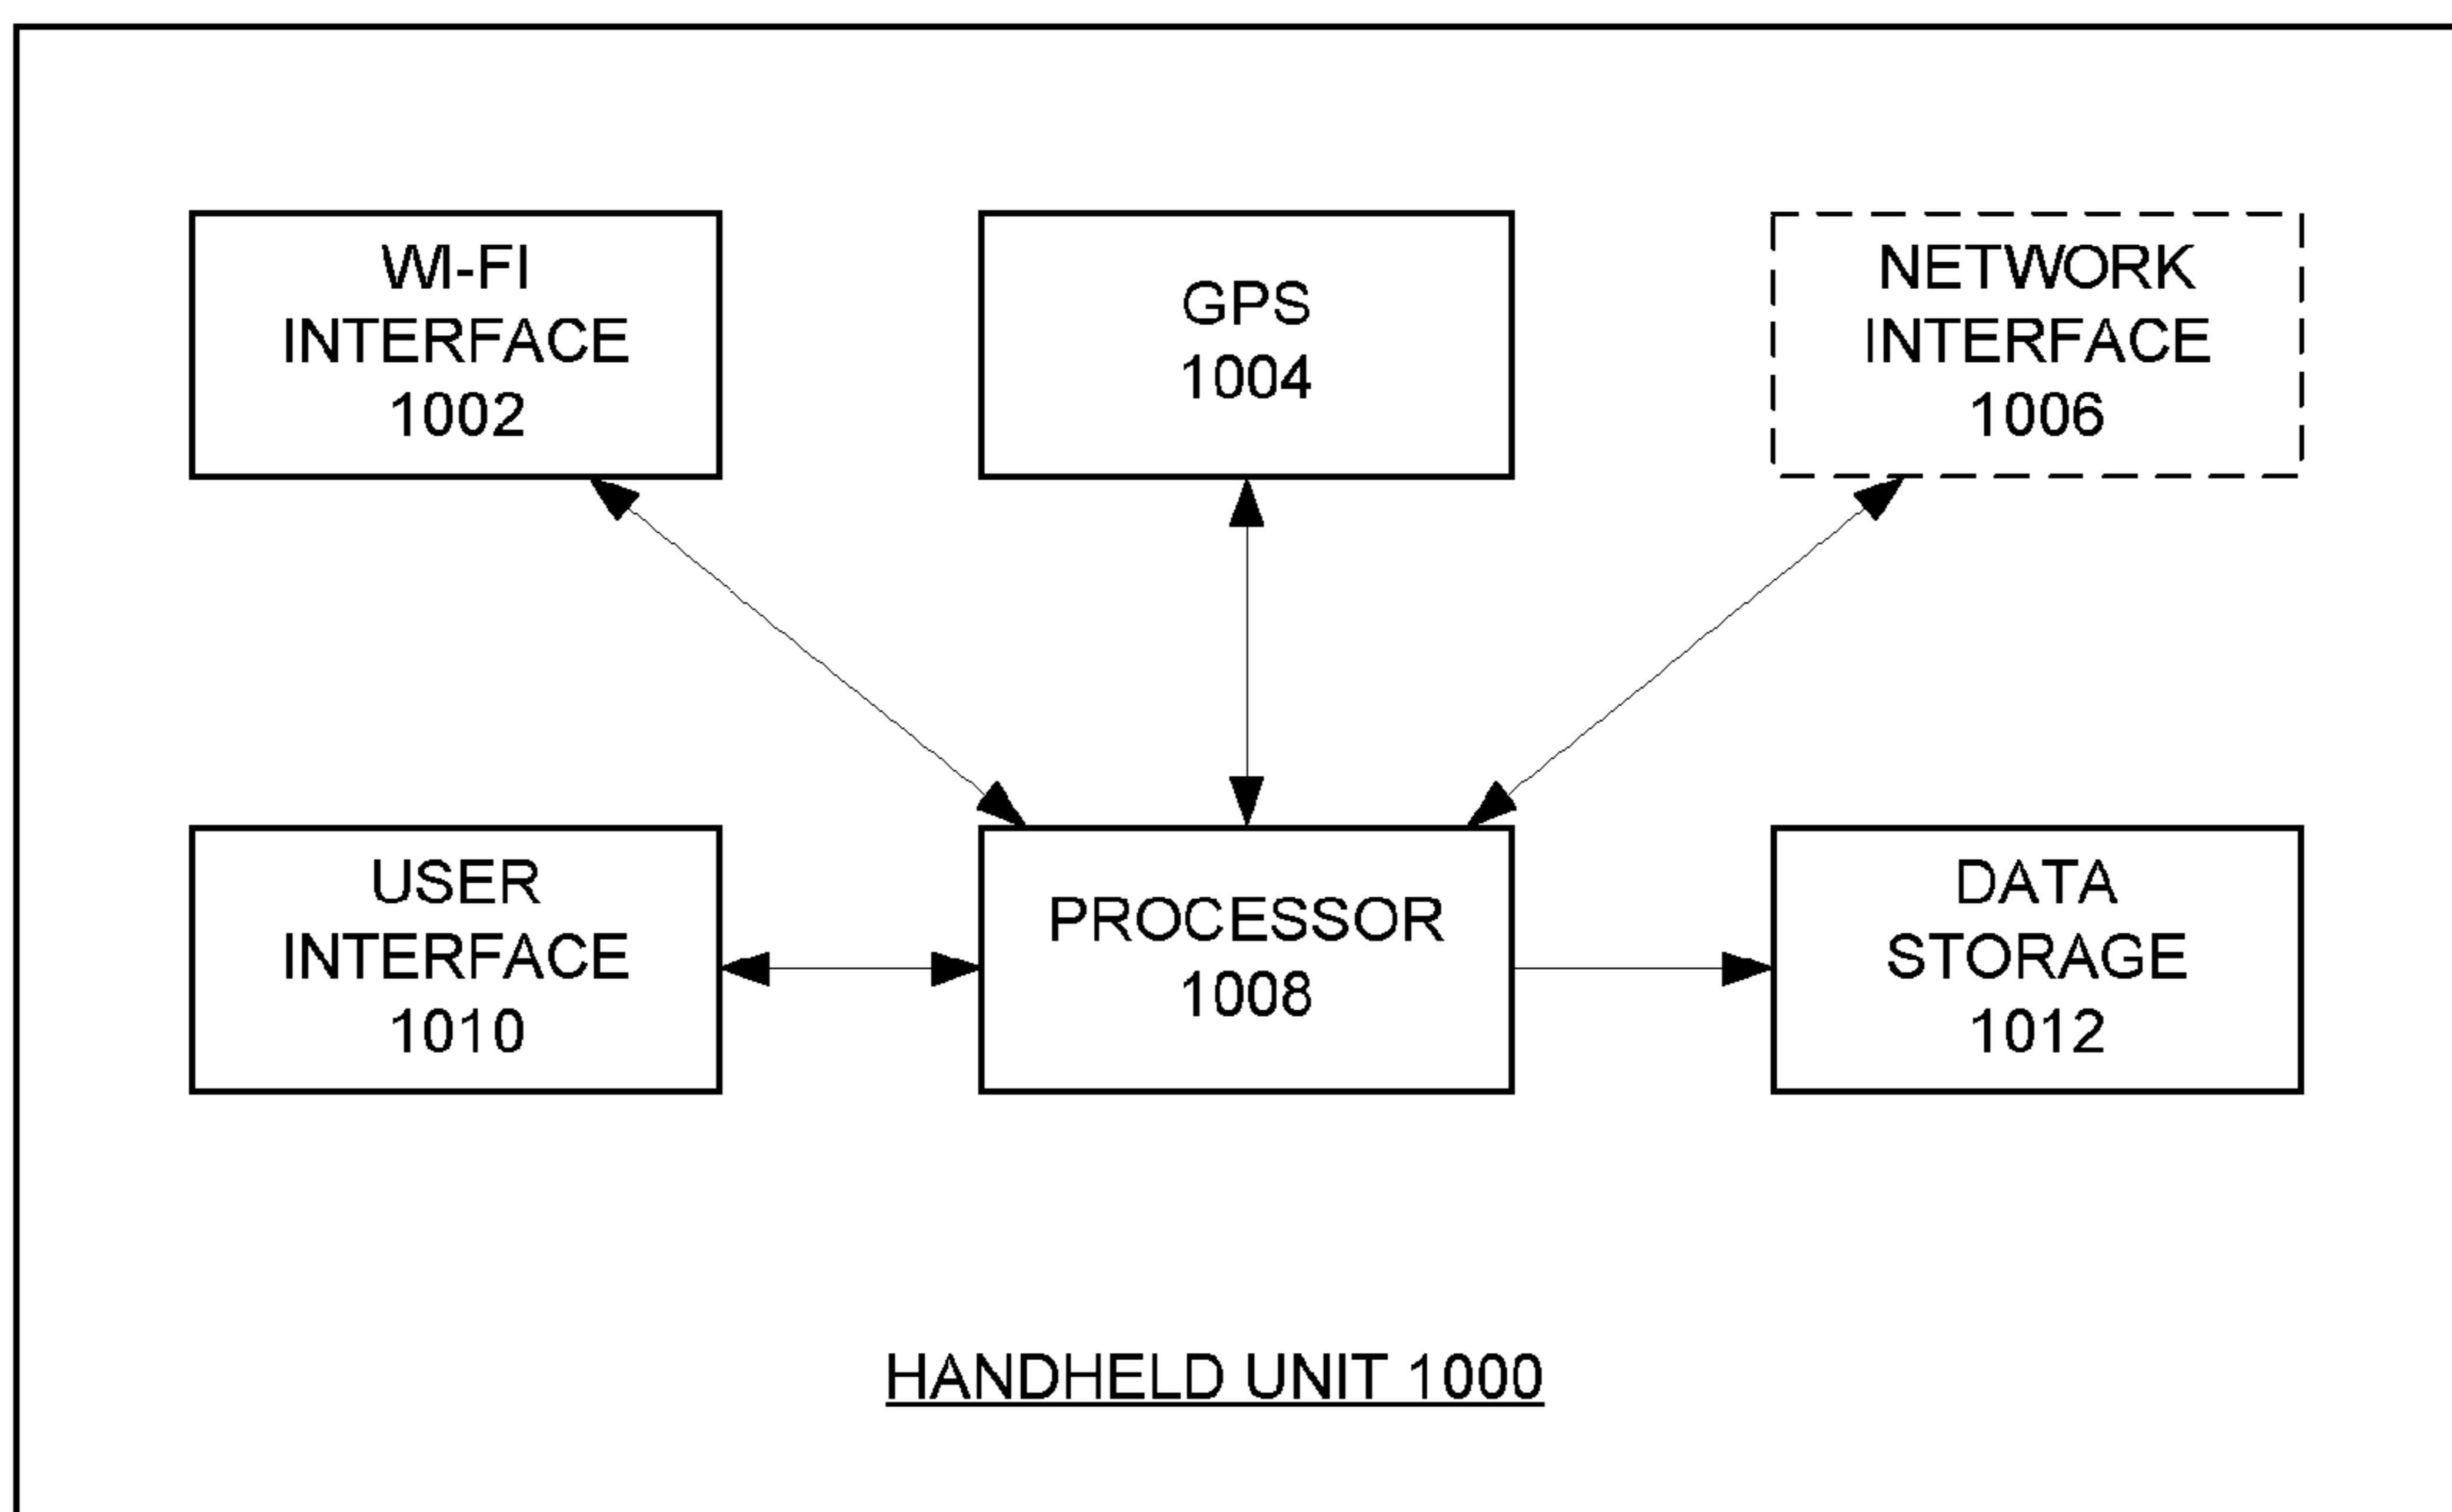 WI-FI
INTERFACE
1002
GPS
1004
NETWORK
INTERFACE
1006
USER
INTERFACE
1010
PROCESSOR
1008
DATA
STORAGE
1012
HANDHELD UNIT 1000